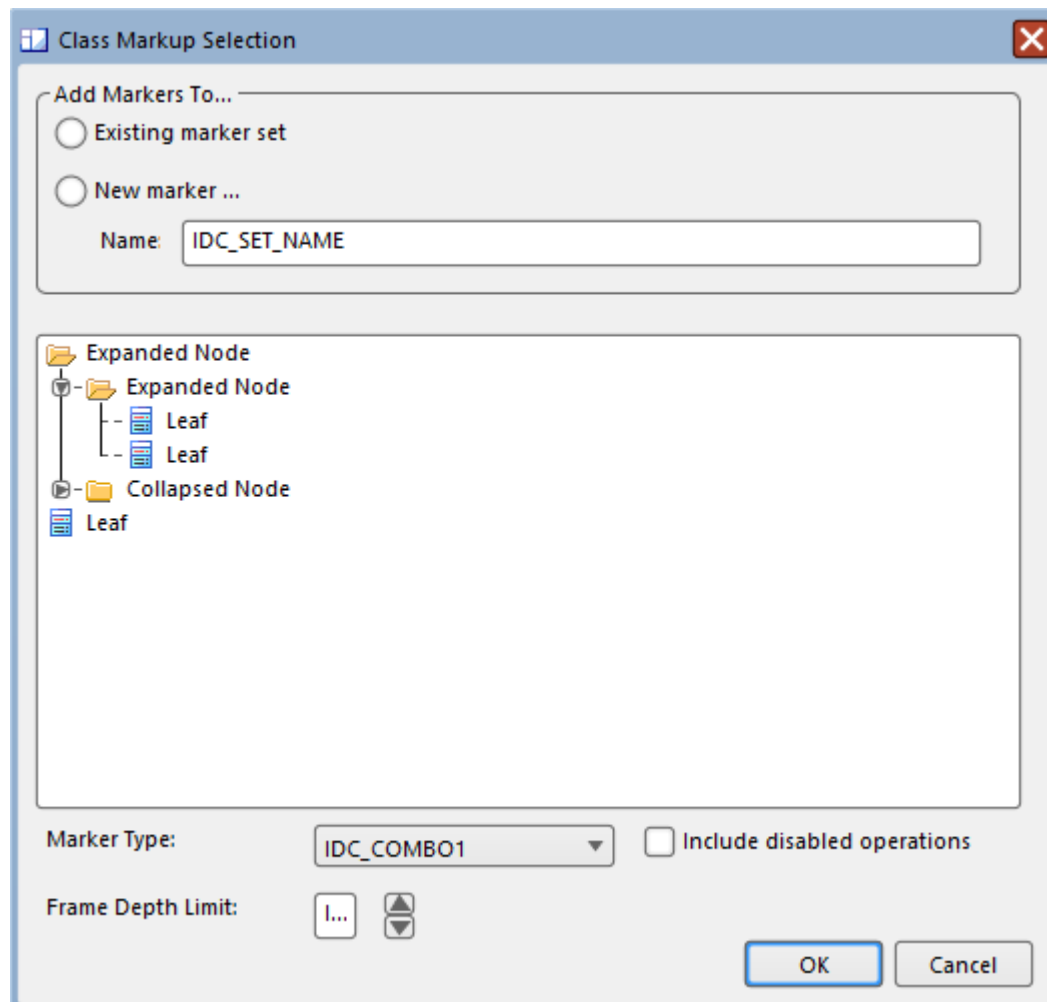 Class Markup Selection
Add Markers To...
Existing marker set
New marker ...
Name: IDC_SET_NAME
Expanded Node
Expanded Node
Leaf
Leaf
Collapsed Node
Leaf
Marker Type: IDC_COMBO1 Include disabled operations
Frame Depth Limit: I...
OK Cancel